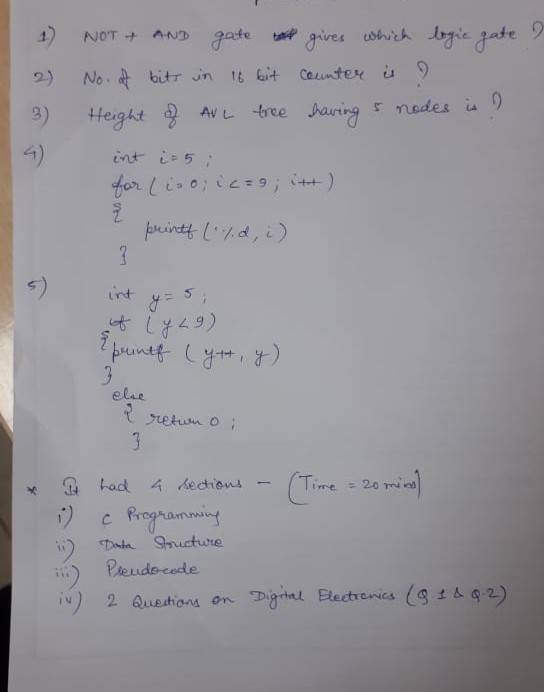 1) NOT + AND gate gives which logic gate ?
2) No. of bits in 16 bit counter is ?
3) Height of AVL tree having 5 nodes is ?
4) int i = 5 ;
for ( i = 0 ; i <= 9 ; i++ )
{
printf ( '%d, i )
}
5) int y = 5 ;
if ( y < 9 )
{ printf ( y++, y )
}
else
{ return 0 ;
}
* It had 4 sections - (Time = 20 mins)
i) C Programming
ii) Data Structure
iii) Pseudocode
iv) 2 Questions on Digital Electronics (Q 1 & Q.2)